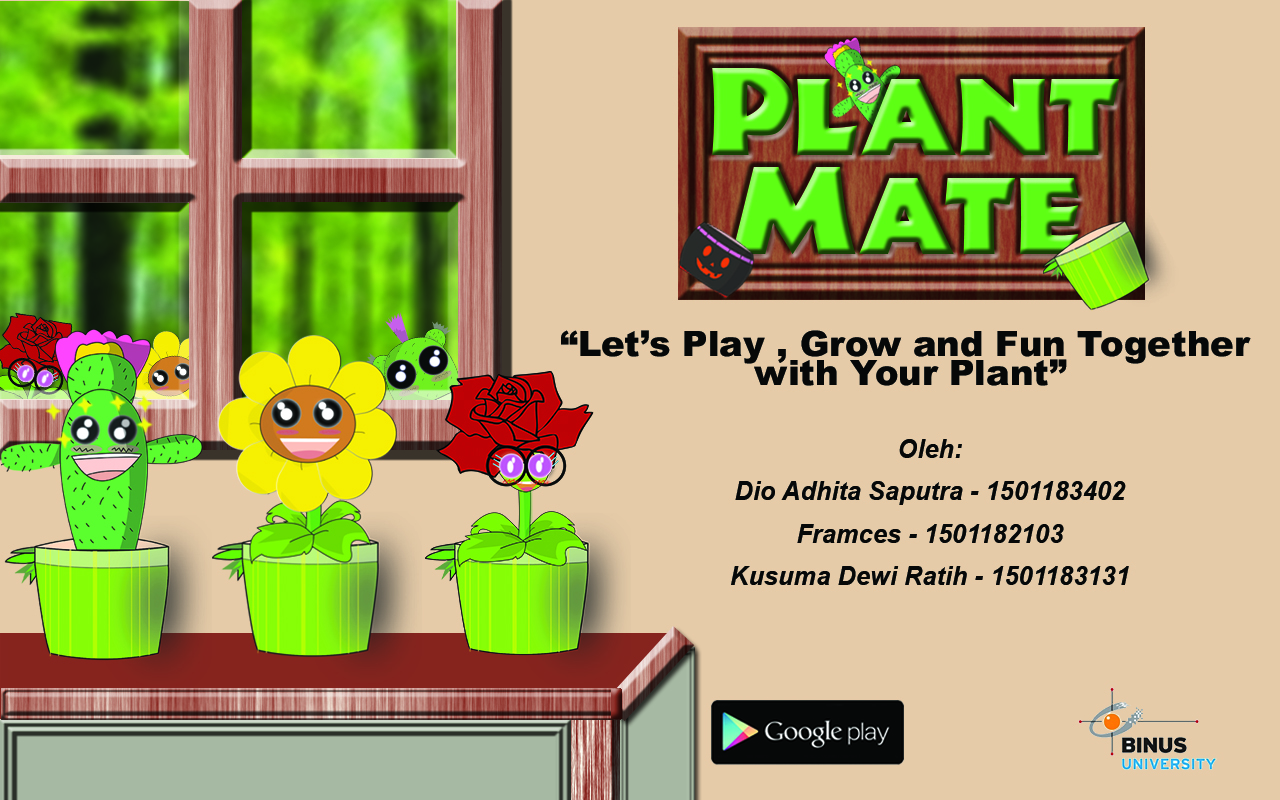 PLANT
MATE
“Let’s Play , Grow and Fun Together
with Your Plant”
Oleh:
Dio Adhita Saputra - 1501183402
Framces - 1501182103
Kusuma Dewi Ratih - 1501183131
Google play
BINUS
UNIVERSITY